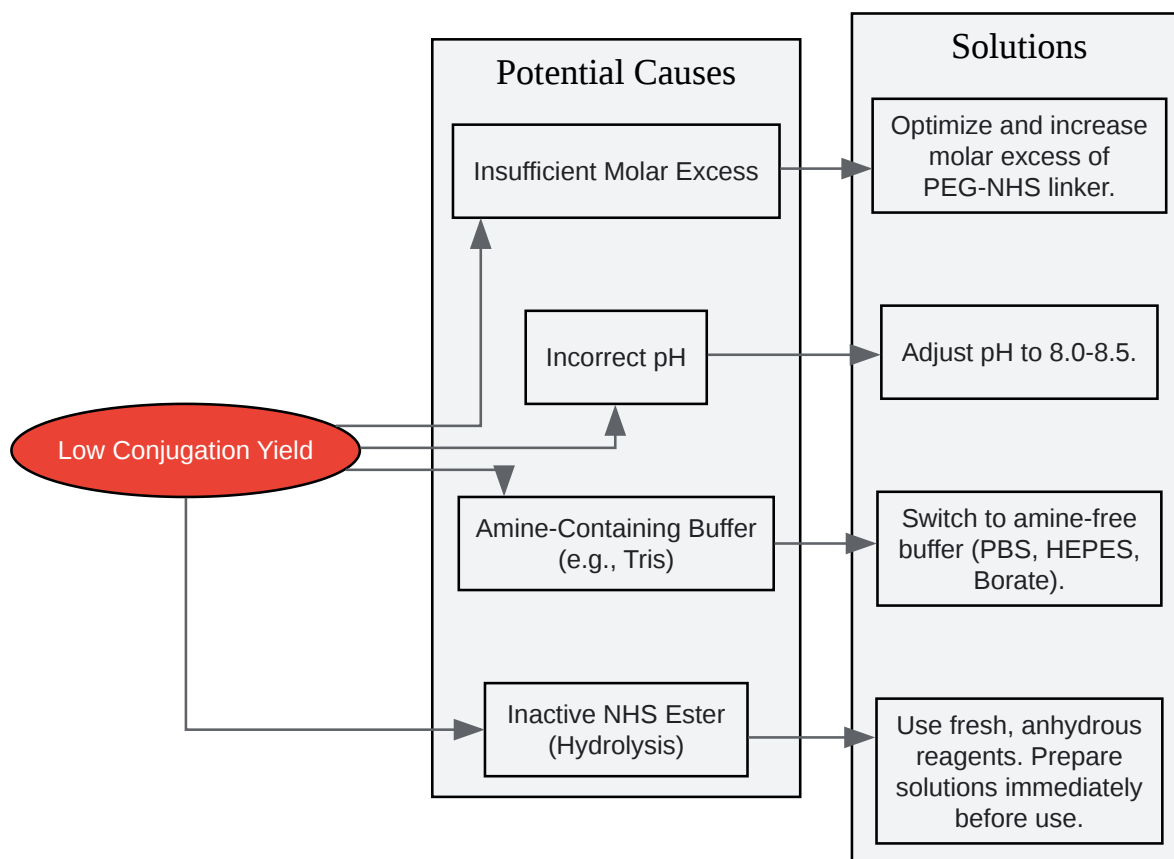 Potential Causes
Solutions
Insufficient Molar Excess
Optimize and increase
molar excess of
PEG-NHS linker.
Incorrect pH
Adjust pH to 8.0-8.5.
Low Conjugation Yield
Amine-Containing Buffer
(e.g., Tris)
Switch to amine-free
buffer (PBS, HEPES,
Borate).
Inactive NHS Ester
(Hydrolysis)
Use fresh, anhydrous
reagents. Prepare
solutions immediately
before use.